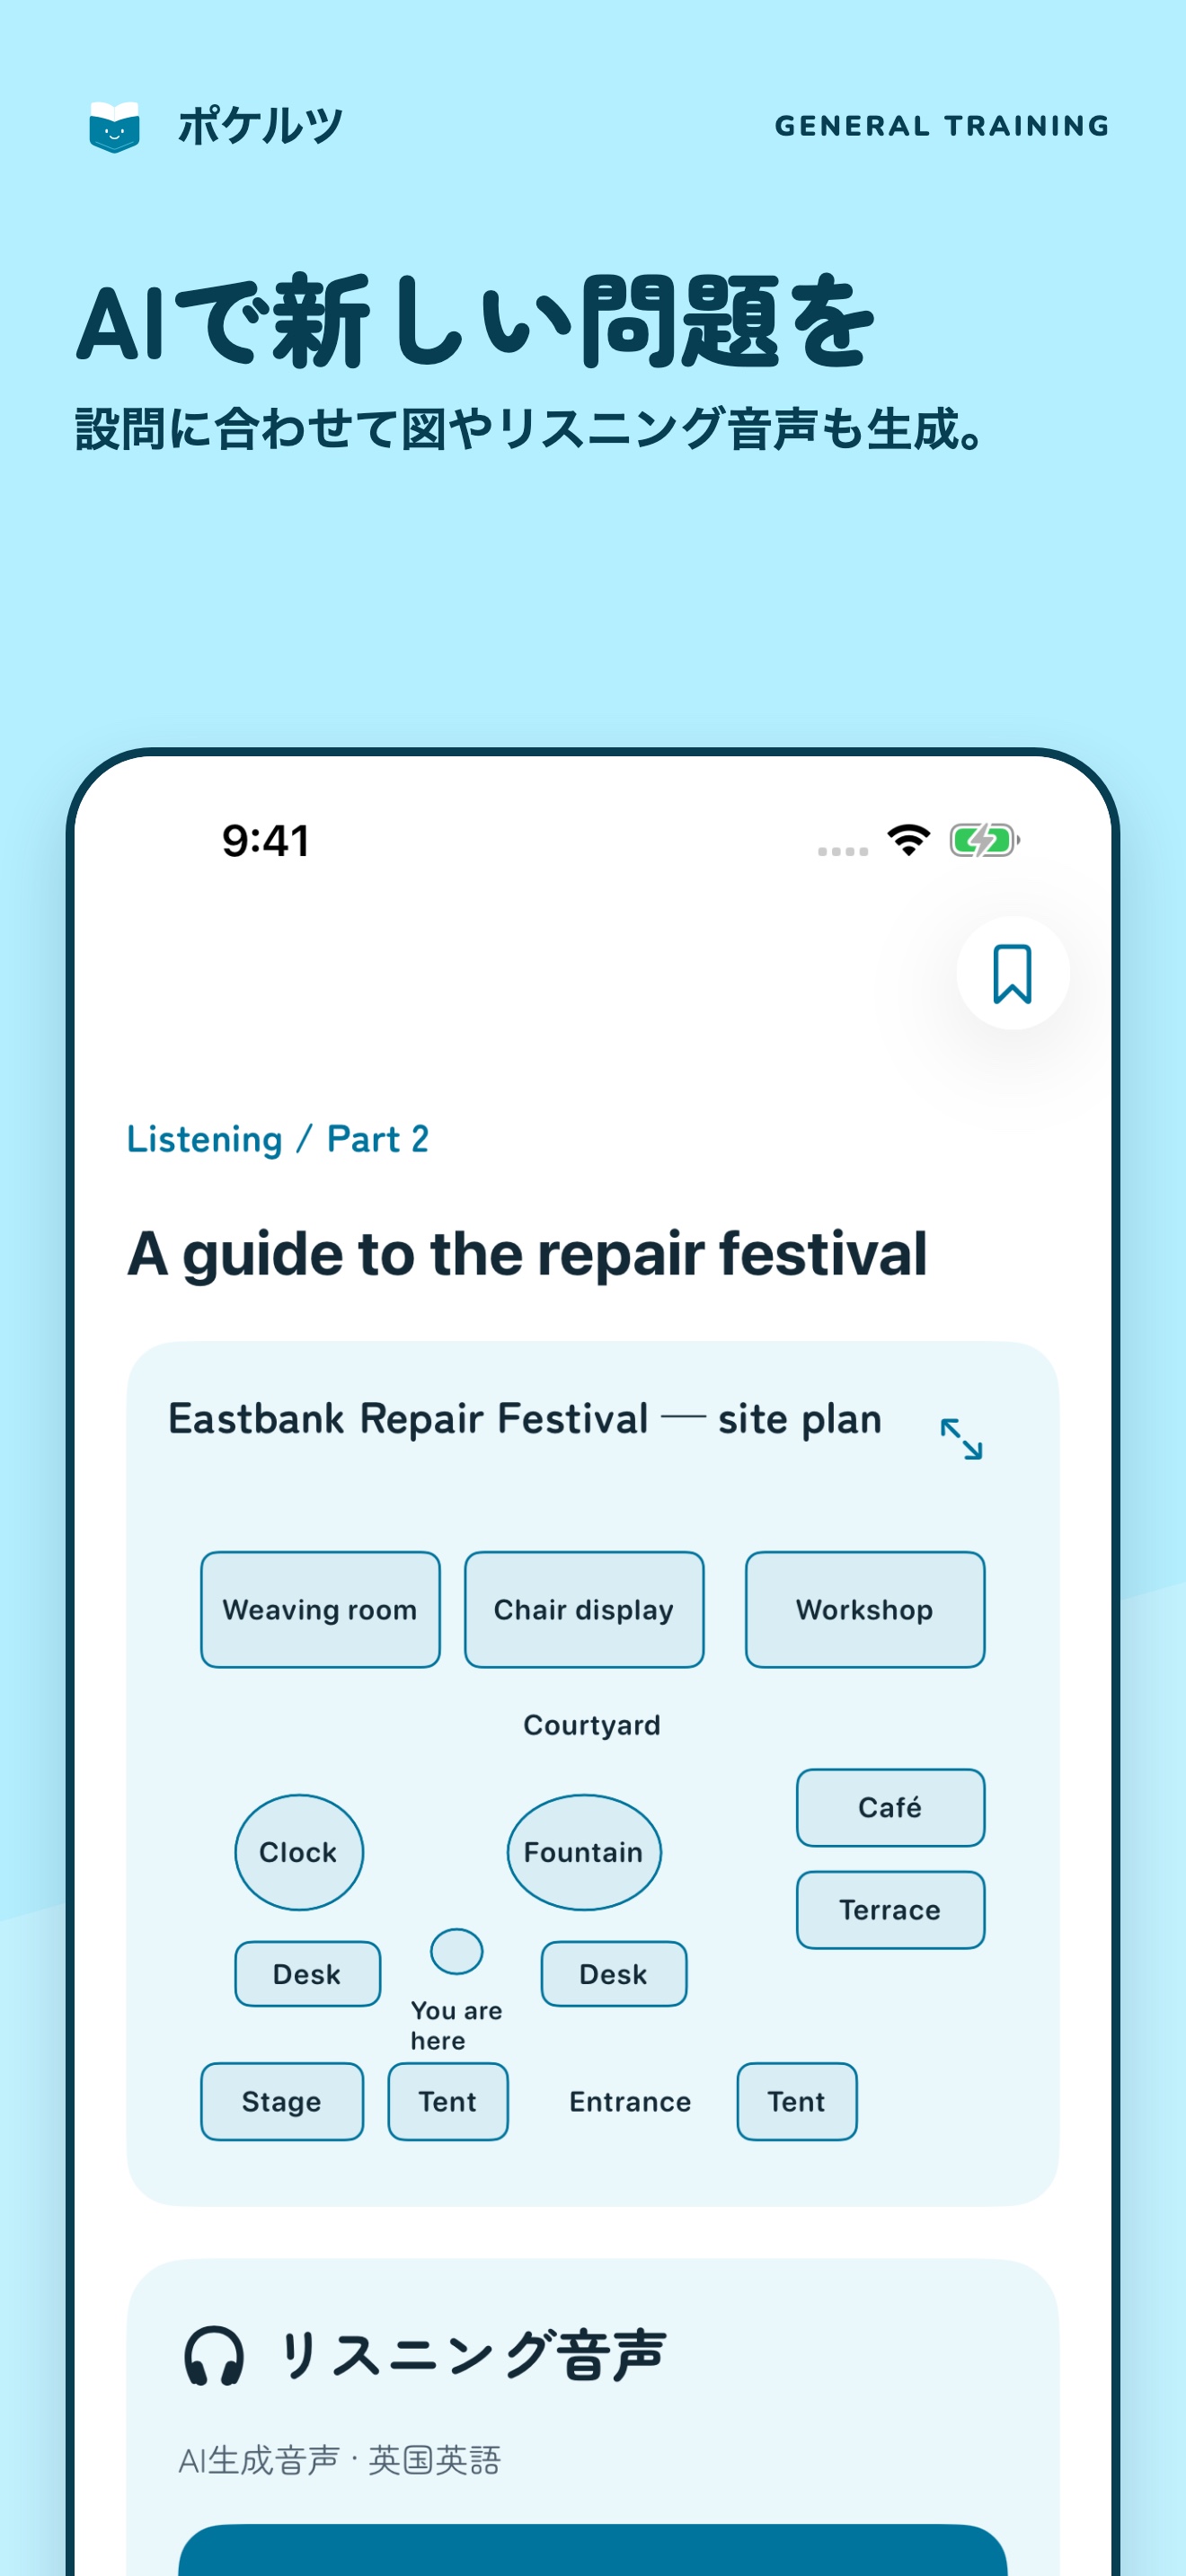 ポケルツ
GENERAL TRAINING
AIで新しい問題を
設問に合わせて図やリスニング音声も生成。
9:41
Listening / Part 2
A guide to the repair festival
Eastbank Repair Festival — site plan
Weaving room
Chair display
Workshop
Courtyard
Café
Clock
Fountain
Terrace
Desk
Desk
You are
here
Stage
Tent
Entrance
Tent
リスニング音声
AI生成音声 · 英国英語